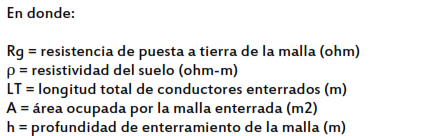 En donde:
Rg = resistencia de puesta a tierra de la malla (ohm)
ρ = resistividad del suelo (ohm-m)
LT = longitud total de conductores enterrados (m)
A = área ocupada por la malla enterrada (m2)
h = profundidad de enterramiento de la malla (m)